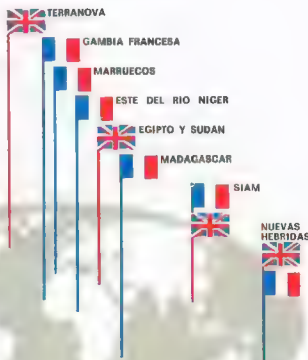 TERRANOVA
GAMBIA FRANCESA
MARRUECOS
ESTE DEL RIO NIGER
EGIPTO Y SUDAN
MADAGASCAR
SIAM
NUEVAS
HEBRIDAS